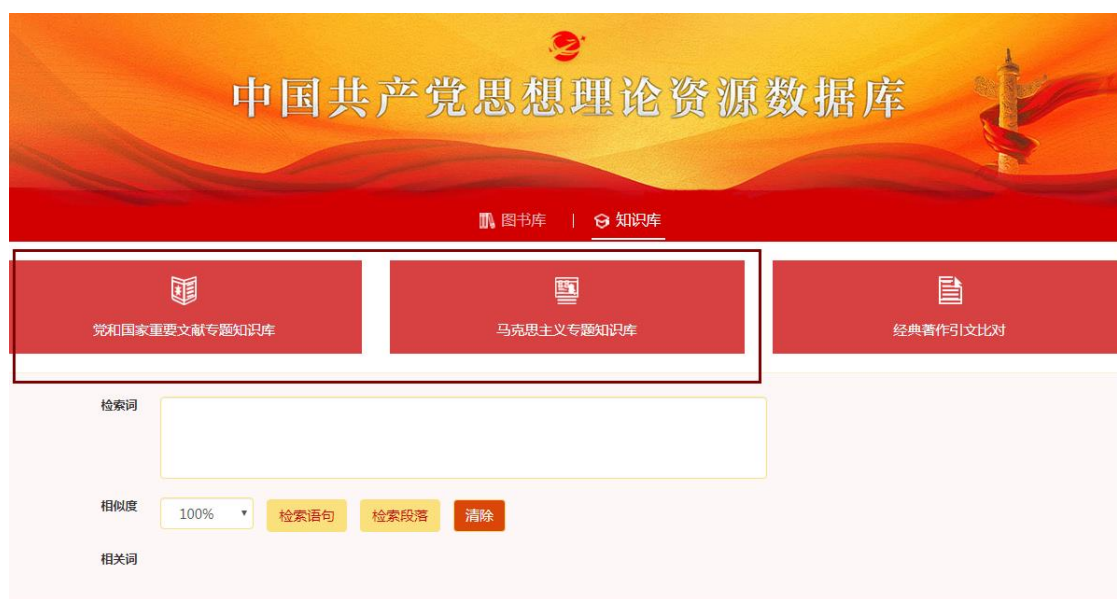 中国共产党思想理论资源数据库
图书库 | 知识库
党和国家重要文献专题知识库
马克思主义专题知识库
经典著作引文比对
检索词
相似度 100% 检索语句 检索段落 清除
相关词